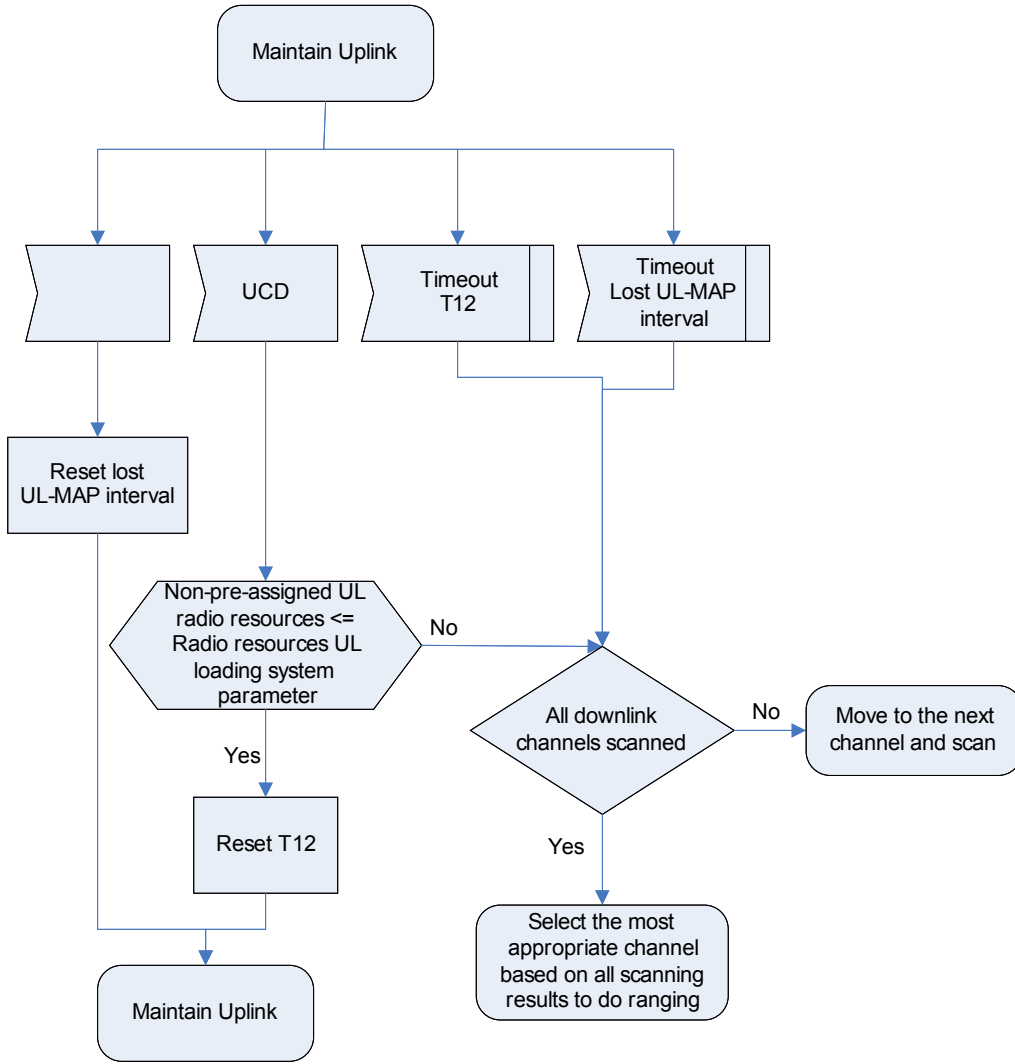 Maintain Uplink
UCD
Timeout
T12
Timeout
Lost UL-MAP
interval
Reset lost
UL-MAP interval
Non-pre-assigned UL
radio resources <=
Radio resources UL
loading system
parameter
No
All downlink
channels scanned
No
Move to the next
channel and scan
Yes
Reset T12
Yes
Select the most
appropriate channel
based on all scanning
results to do ranging
Maintain Uplink